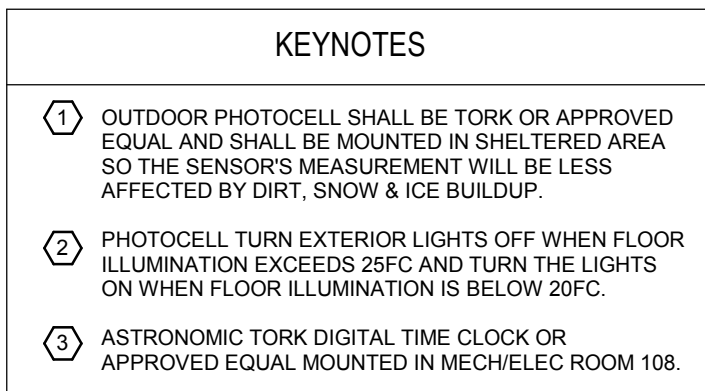 KEYNOTES
1 OUTDOOR PHOTOCELL SHALL BE TORK OR APPROVED
EQUAL AND SHALL BE MOUNTED IN SHELTERED AREA
SO THE SENSOR'S MEASUREMENT WILL BE LESS
AFFECTED BY DIRT, SNOW & ICE BUILDUP.
2 PHOTOCELL TURN EXTERIOR LIGHTS OFF WHEN FLOOR
ILLUMINATION EXCEEDS 25FC AND TURN THE LIGHTS
ON WHEN FLOOR ILLUMINATION IS BELOW 20FC.
3 ASTRONOMIC TORK DIGITAL TIME CLOCK OR
APPROVED EQUAL MOUNTED IN MECH/ELEC ROOM 108.